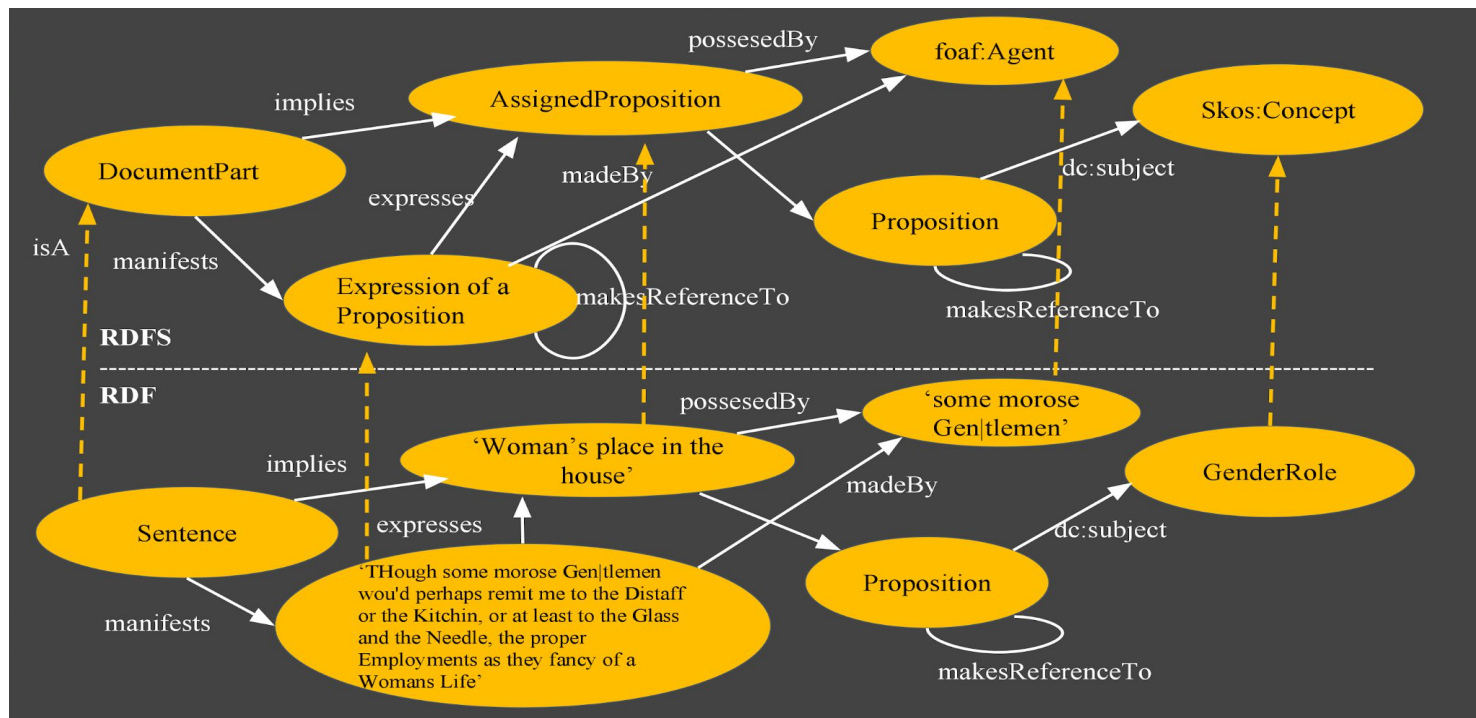 possesedBy
foaf:Agent
AssignedProposition
implies
Skos:Concept
DocumentPart
madeBy
dc:subject
expresses
Proposition
isA
manifests
Expression of a
Proposition
makesReferenceTo
makesReferenceTo
RDFS
RDF
possesedBy
‘some morose
Gen|tlemen’
‘Woman’s place in the
house’
implies
GenderRole
madeBy
Sentence
expresses
dc:subject
‘THough some morose Gen|tlemen
wou'd perhaps remit me to the Distaff
or the Kitchin, or at least to the Glass
and the Needle, the proper
Employments as they fancy of a
Womans Life’
Proposition
manifests
makesReferenceTo